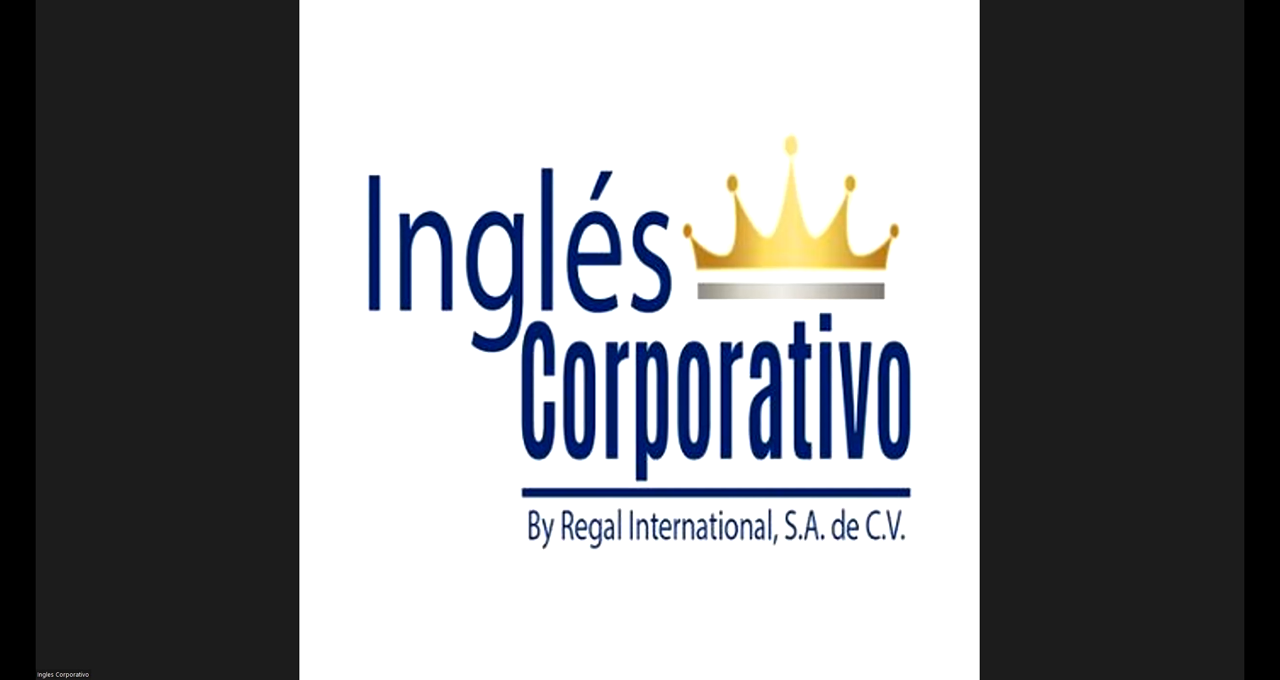 Inglés
Corporativo
By Regal International, S.A. de C.V.
Ingles Corporativo